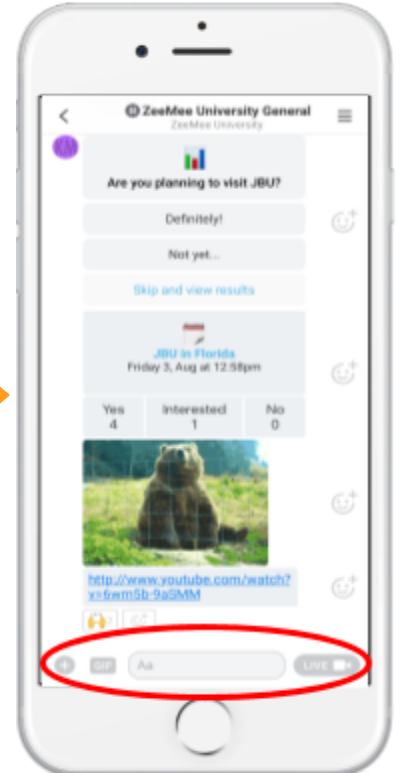 ZeeMee University General
ZeeMee University
Are you planning to visit JBU?
Definitely!
Not yet...
Skip and view results
JBU in Florida
Friday 3, Aug at 12:58pm
Yes Interested No
4 1 0
http://www.youtube.com/watch?
v=6wm5b-9aSMM
GIF Aa LIVE